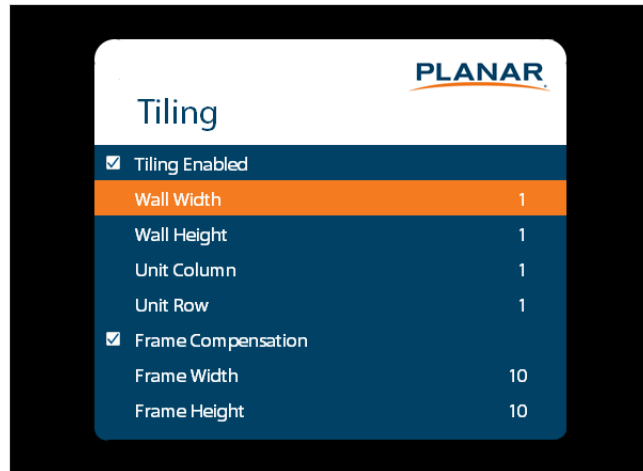 PLANAR
Tiling
Tiling Enabled
Wall Width 1
Wall Height 1
Unit Column 1
Unit Row 1
Frame Compensation
Frame Width 10
Frame Height 10